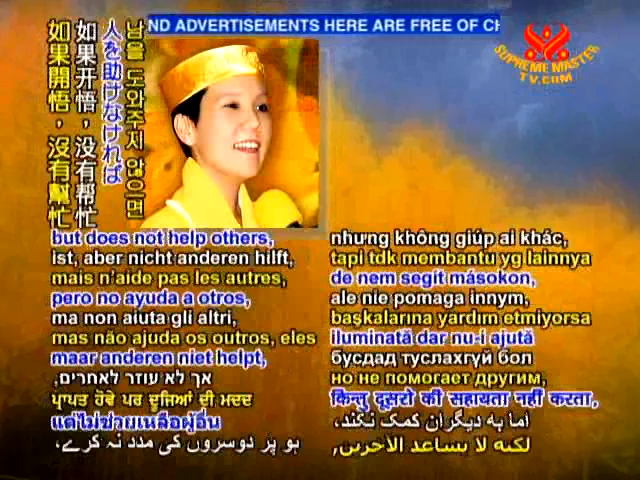 ND ADVERTISEMENTS HERE ARE FREE OF CH
SUPREME MASTER
TV.COM
남을 도와주지 않으면
人を助けなければ
如果开悟，没有帮忙
如果開悟，沒有幫忙
but does not help others,
ist, aber nicht anderen hilft,
mais n'aide pas les autres,
pero no ayuda a otros,
ma non aiuta gli altri,
mas não ajuda os outros, eles
maar anderen niet helpt,
אך לא עוזר לאחרים,
ਪ੍ਰਾਪਤ ਹੋਵੇ ਪਰ ਦੂਜਿਆਂ ਦੀ ਮਦਦ
แต่ไม่ช่วยเหลือผู้อื่น
ہو پر دوسروں کی مدد نہ کرے،
nhưng không giúp ai khác,
tapi tdk membantu yg lainnya
de nem segít másokon,
ale nie pomaga innym,
başkalarına yardım etmiyorsa
iluminată dar nu-i ajută
бусдад туслахгүй бол
но не помогает другим,
किन्तु दूसरों की सहायता नहीं करता,
اما به دیگران کمک نکند،
لكنه لا يساعد الآخرين,